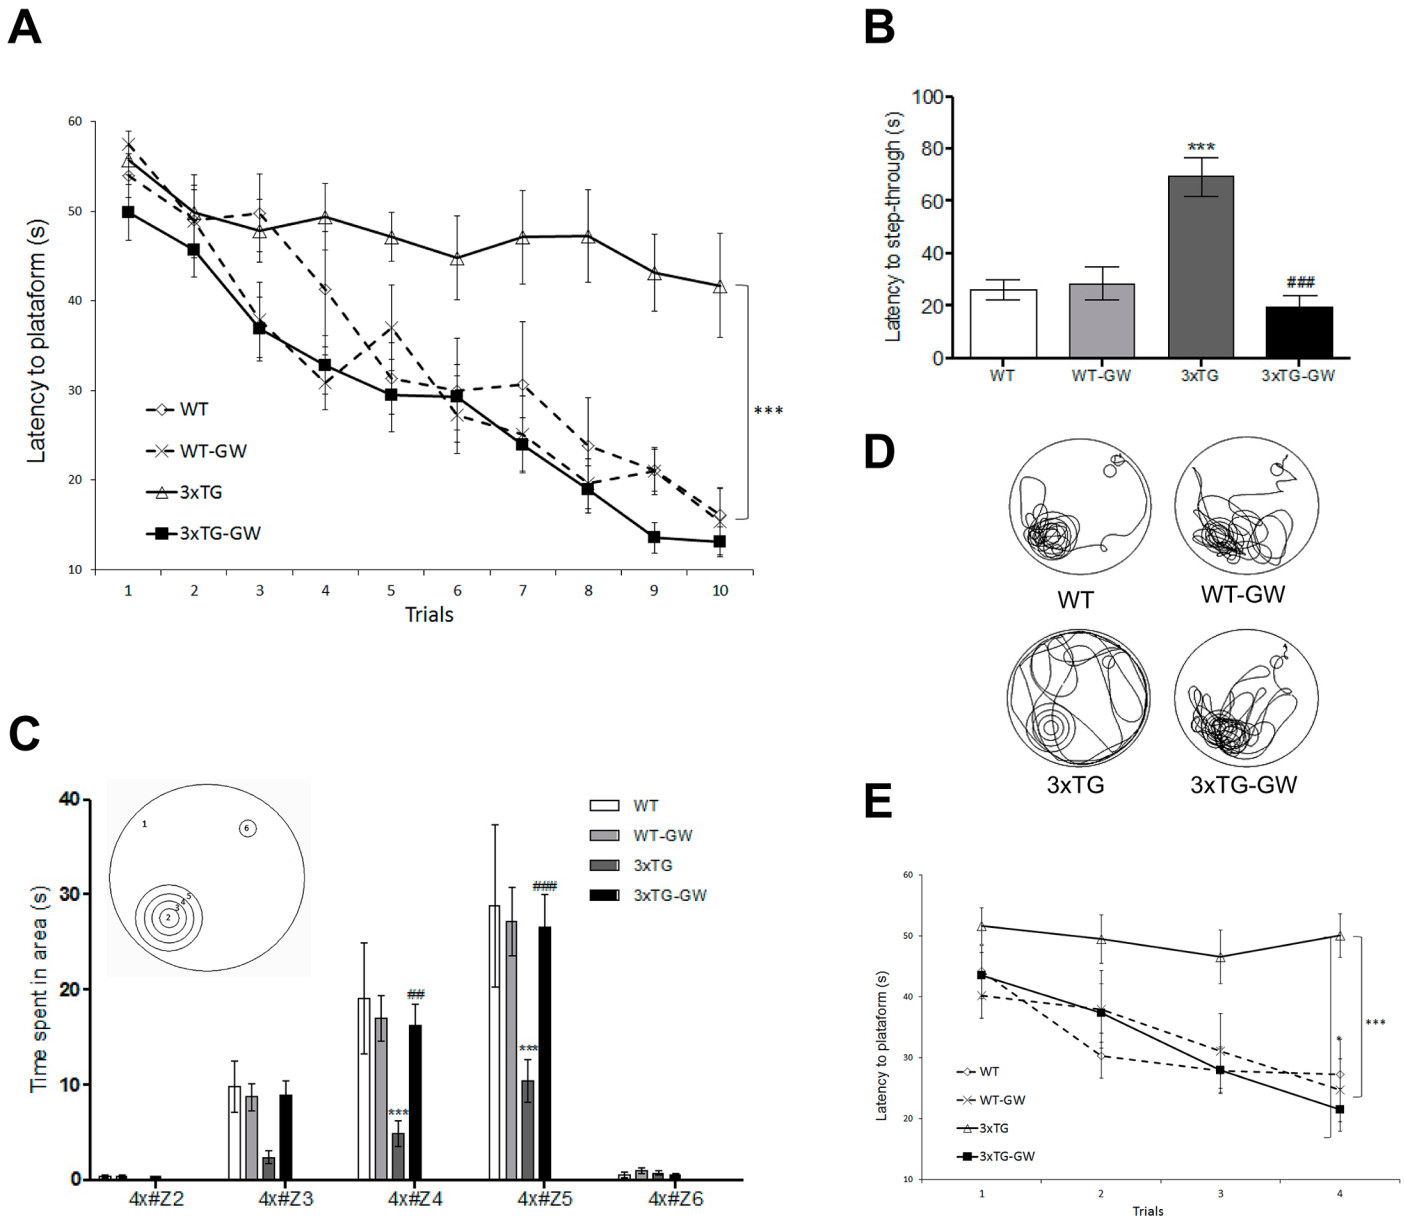 A
60
50
40
30
20
10
Latency to plataform (s)
WT
WT-GW
3xTG
3xTG-GW
***
1 2 3 4 5 6 7 8 9 10
Trials
B
100
80
60
40
20
0
Latency to step-through (s)
***
###
WT WT-GW 3xTG 3xTG-GW
D
WT WT-GW
3xTG 3xTG-GW
C
40
30
20
10
0
Time spent in area (s)
1
6
5
4
3
2
WT
WT-GW
3xTG
3xTG-GW
***
##
***
###
4x#Z2 4x#Z3 4x#Z4 4x#Z5 4x#Z6
E
60
50
40
30
20
10
Latency to plataform (s)
WT
WT-GW
3xTG
3xTG-GW
*
***
1 2 3 4
Trials